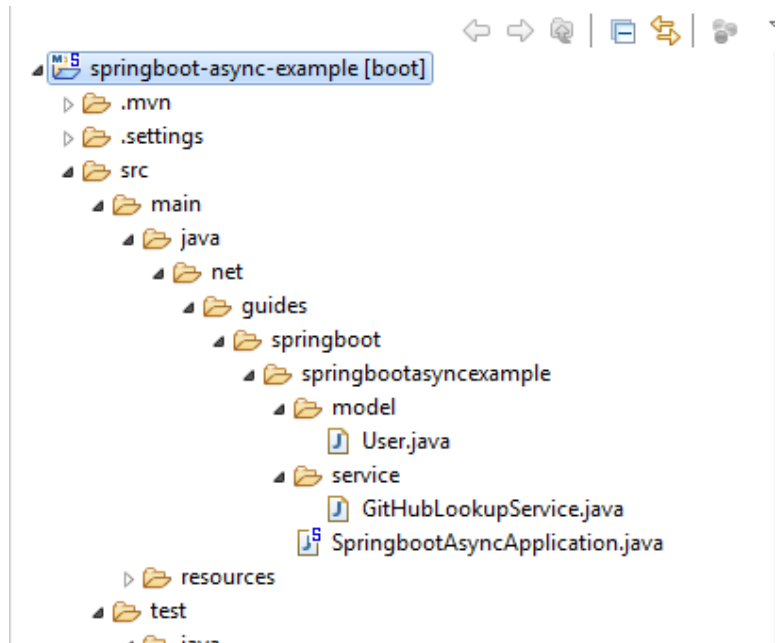 springboot-async-example [boot]
.mvn
.settings
src
main
java
net
guides
springboot
springbootasyncexample
model
User.java
service
GitHubLookupService.java
SpringbootAsyncApplication.java
resources
test
java